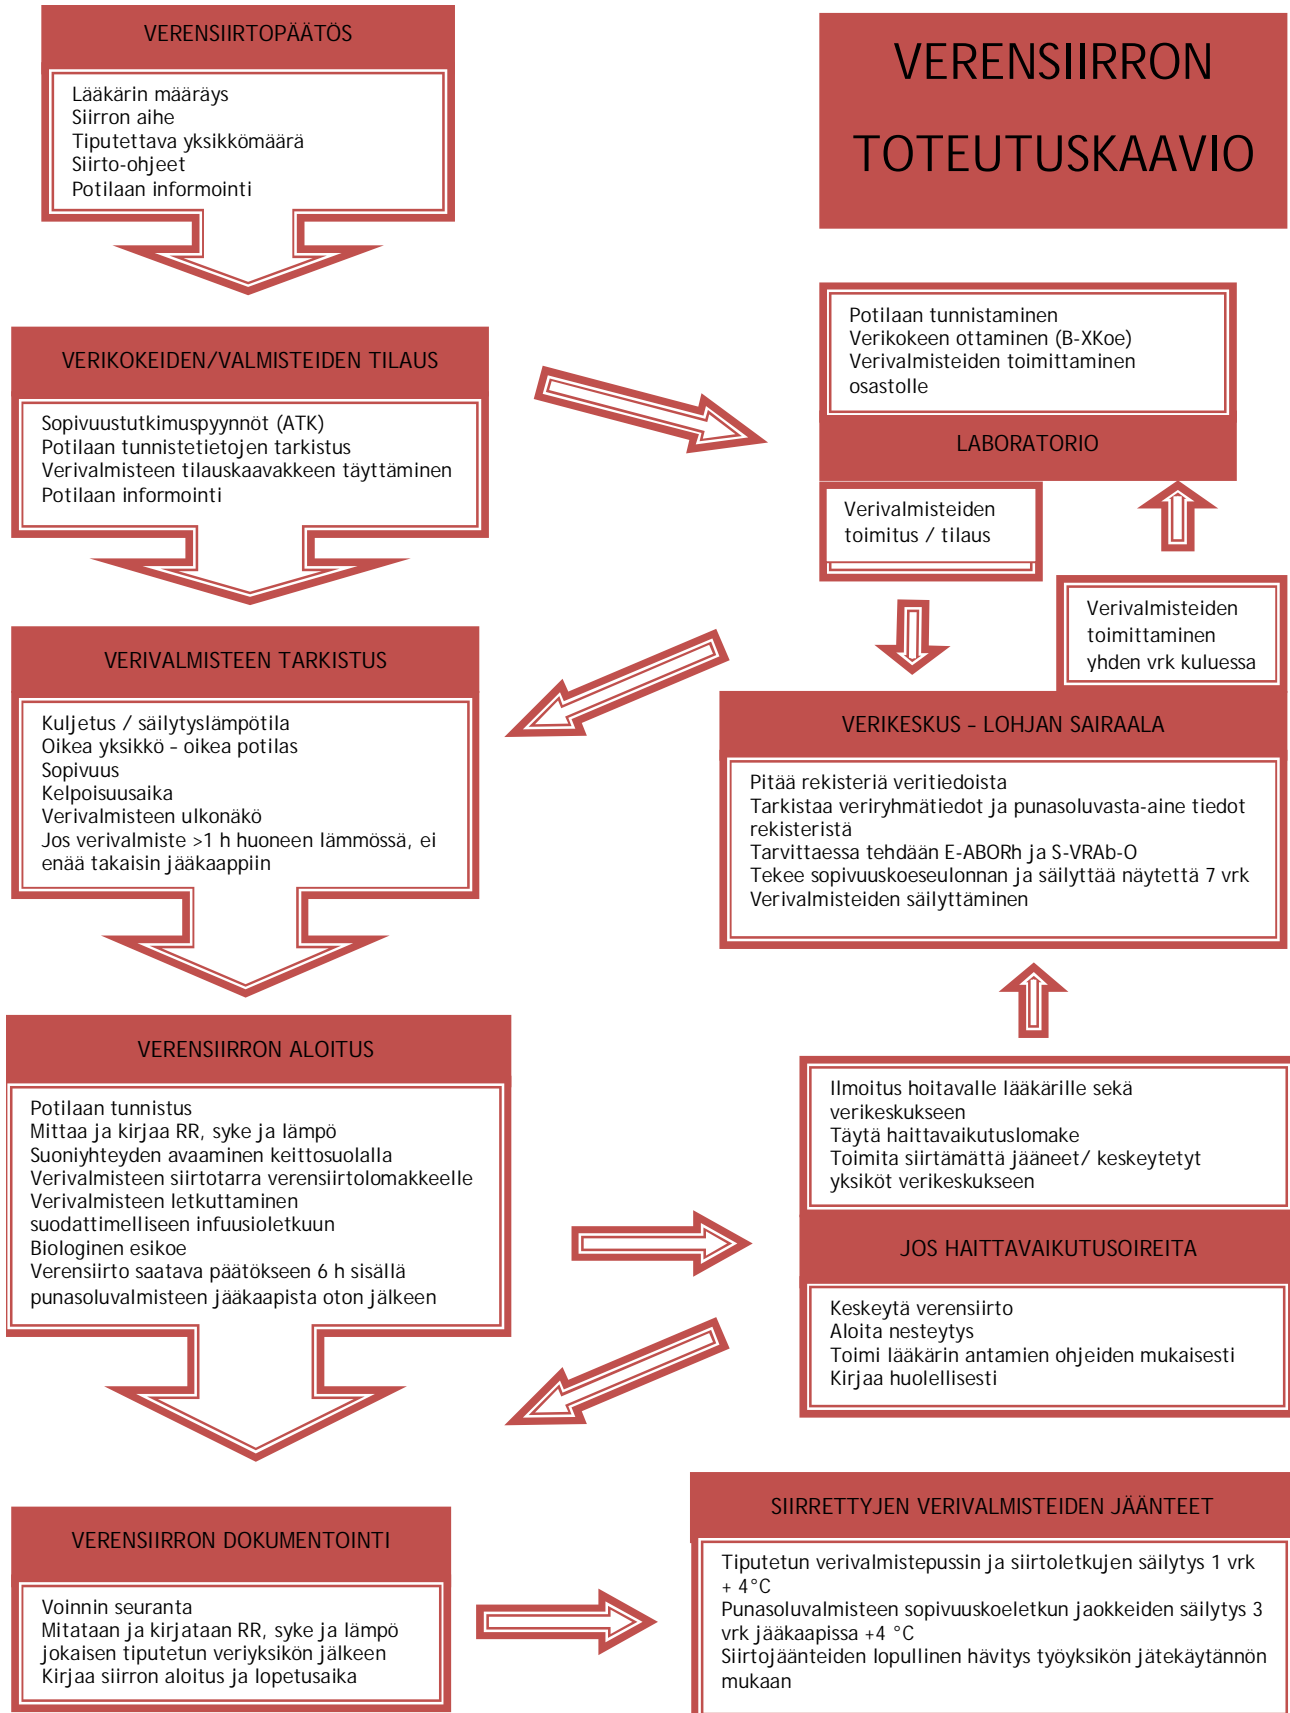 VERENSIIRTOPÄÄTÖS
Lääkärin määräys
Siirron aihe
Tiputettava yksikkömäärä
Siirto-ohjeet
Potilaan informointi
VERENSIIRRON
TOTEUTUSKAAVIO
VERIKOKEIDEN/VALMISTEIDEN TILAUS
Sopivuustutkimuspyynnöt (ATK)
Potilaan tunnistetietojen tarkistus
Verivalmisteen tilauskaavakkeen täyttäminen
Potilaan informointi
Potilaan tunnistaminen
Verikokeen ottaminen (B-XKoe)
Verivalmisteiden toimittaminen
osastolle
LABORATORIO
Verivalmisteiden
toimitus / tilaus
Verivalmisteiden
toimittaminen
yhden vrk kuluessa
VERIVALMISTEEN TARKISTUS
Kuljetus / säilytyslämpötila
Oikea yksikkö – oikea potilas
Sopivuus
Kelpoisuusaika
Verivalmisteen ulkonäkö
Jos verivalmiste >1 h huoneen lämmössä, ei
enää takaisin jääkaappiin
VERIKESKUS – LOHJAN SAIRAALA
Pitää rekisteriä veritiedoista
Tarkistaa veriryhmätiedot ja punasoluvasta-aine tiedot
rekisteristä
Tarvittaessa tehdään E-ABORh ja S-VRAb-O
Tekee sopivuuskoeseulonnan ja säilyttää näytettä 7 vrk
Verivalmisteiden säilyttäminen
VERENSIIRRON ALOITUS
Potilaan tunnistus
Mittaa ja kirjaa RR, syke ja lämpö
Suoniyhteyden avaaminen keittosuolalla
Verivalmisteen siirtotarra verensiirtolomakkeelle
Verivalmisteen letkuttaminen
suodattimelliseen infuusioletkuun
Biologinen esikoe
Verensiirto saatava päätökseen 6 h sisällä
punasoluvalmisteen jääkaapista oton jälkeen
Ilmoitus hoitavalle lääkärille sekä
verikeskukseen
Täytä haittavaikutuslomake
Toimita siirtämättä jääneet/ keskeytetyt
yksiköt verikeskukseen
JOS HAITTAVAIKUTUSOIREITA
Keskeytä verensiirto
Aloita nesteytys
Toimi lääkärin antamien ohjeiden mukaisesti
Kirjaa huolellisesti
VERENSIIRRON DOKUMENTOINTI
Voinnin seuranta
Mitataan ja kirjataan RR, syke ja lämpö
jokaisen tiputetun veriyksikön jälkeen
Kirjaa siirron aloitus ja lopetusaika
SIIRRETTYJEN VERIVALMISTEIDEN JÄÄNTEET
Tiputetun verivalmistepussin ja siirtoletkujen säilytys 1 vrk
+ 4°C
Punasoluvalmisteen sopivuuskoeletkun jaokkeiden säilytys 3
vrk jääkaapissa +4 °C
Siirtojäänteiden lopullinen hävitys työyksikön jätekäytännön
mukaan